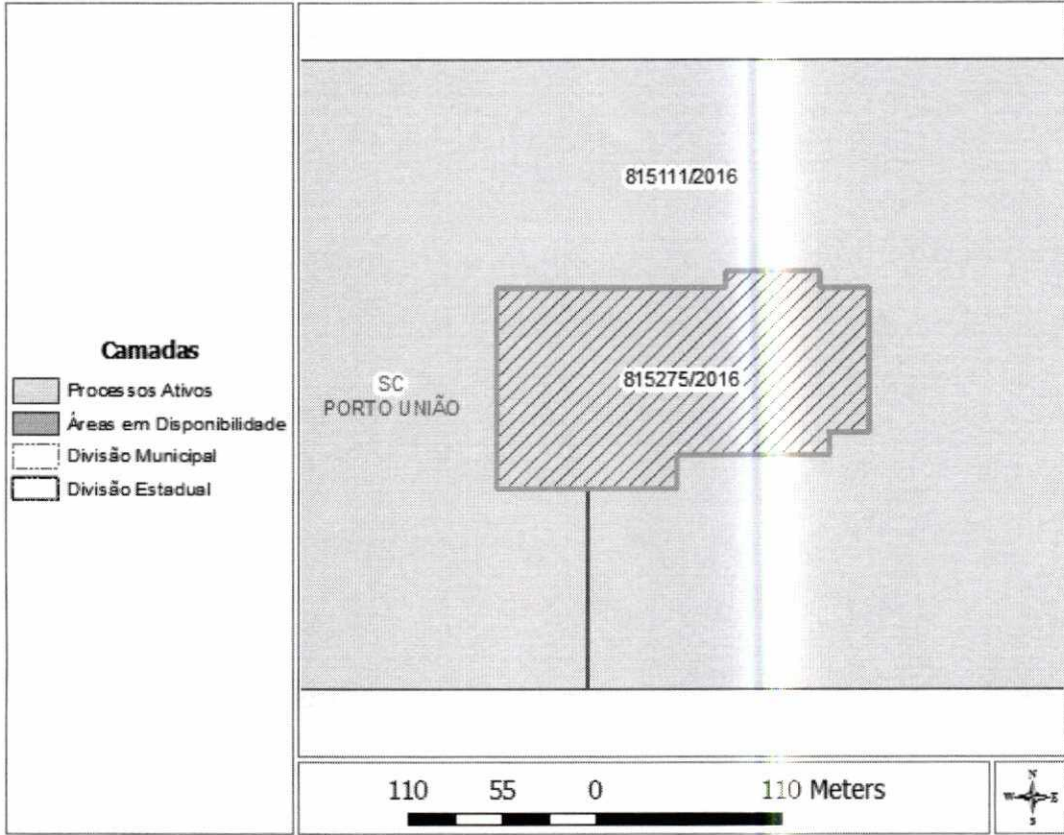 Camadas
Processos Ativos
Áreas em Disponibilidade
Divisão Municipal
Divisão Estadual
815111/2016
815275/2016
SC
PORTO UNIÃO
110 55 0 110 Meters
N
W E
S